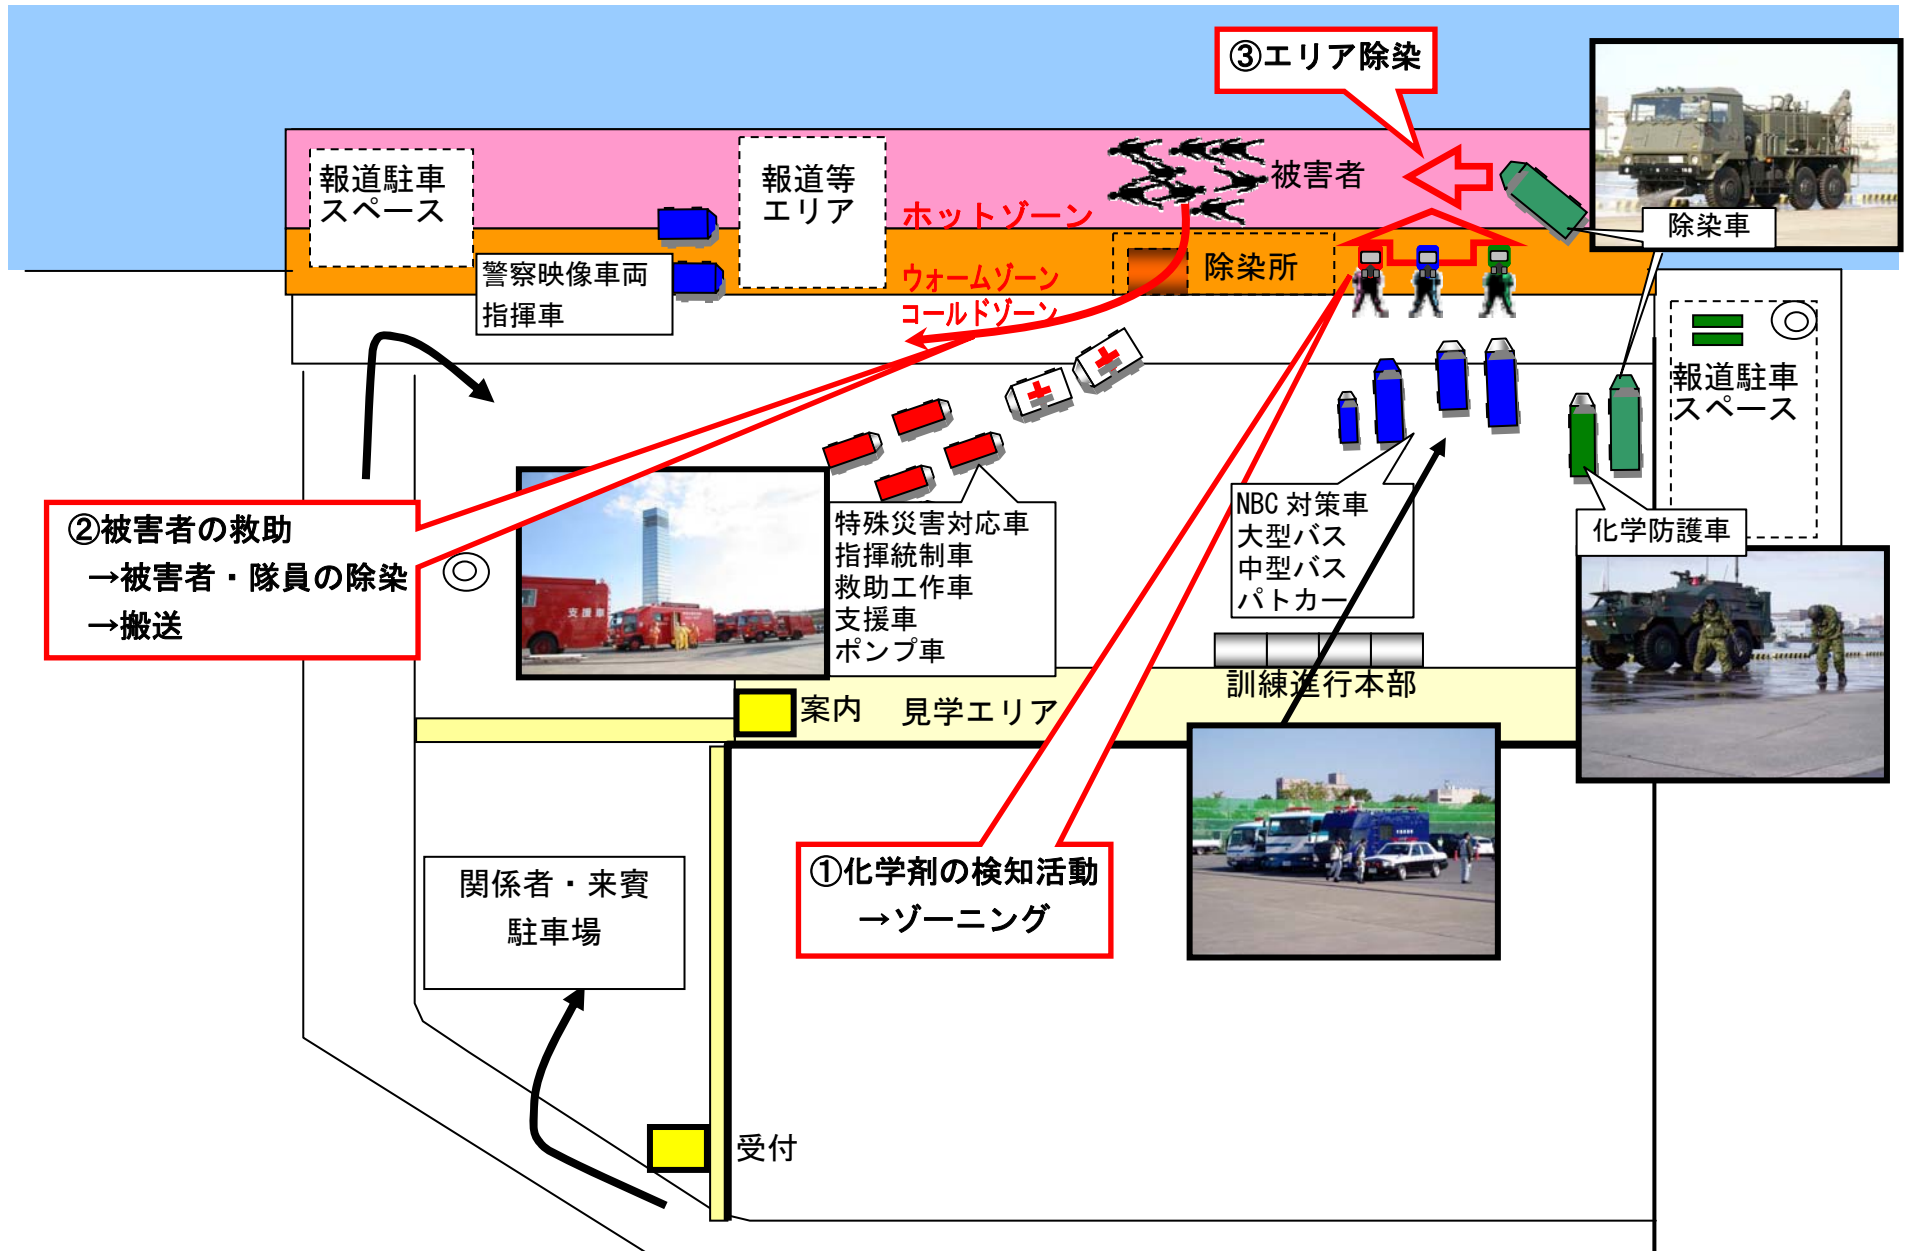 ③エリア除染
報道駐車
スペース
報道等
エリア
被害者
ホットゾーン
除染車
警察映像車両
指揮車
ウォームゾーン
コールドゾーン
除染所
報道駐車
スペース
②被害者の救助
→被害者・隊員の除染
→搬送
支援車
特殊災害対応車
指揮統制車
救助工作車
支援車
ポンプ車
NBC 対策車
大型バス
中型バス
パトカー
化学防護車
訓練進行本部
案内
見学エリア
①化学剤の検知活動
→ゾーニング
関係者・来賓
駐車場
受付